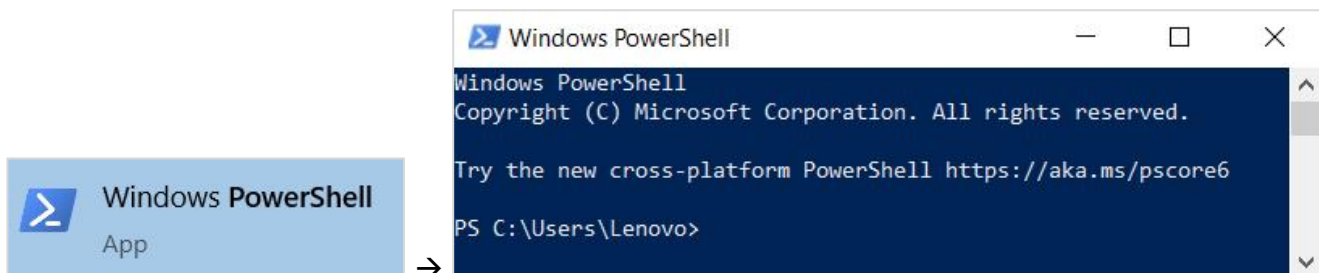 Windows PowerShell
App
→
Windows PowerShell
Windows PowerShell
Copyright (C) Microsoft Corporation. All rights reserved.
Try the new cross-platform PowerShell https://aka.ms/pscore6
PS C:\Users\Lenovo>